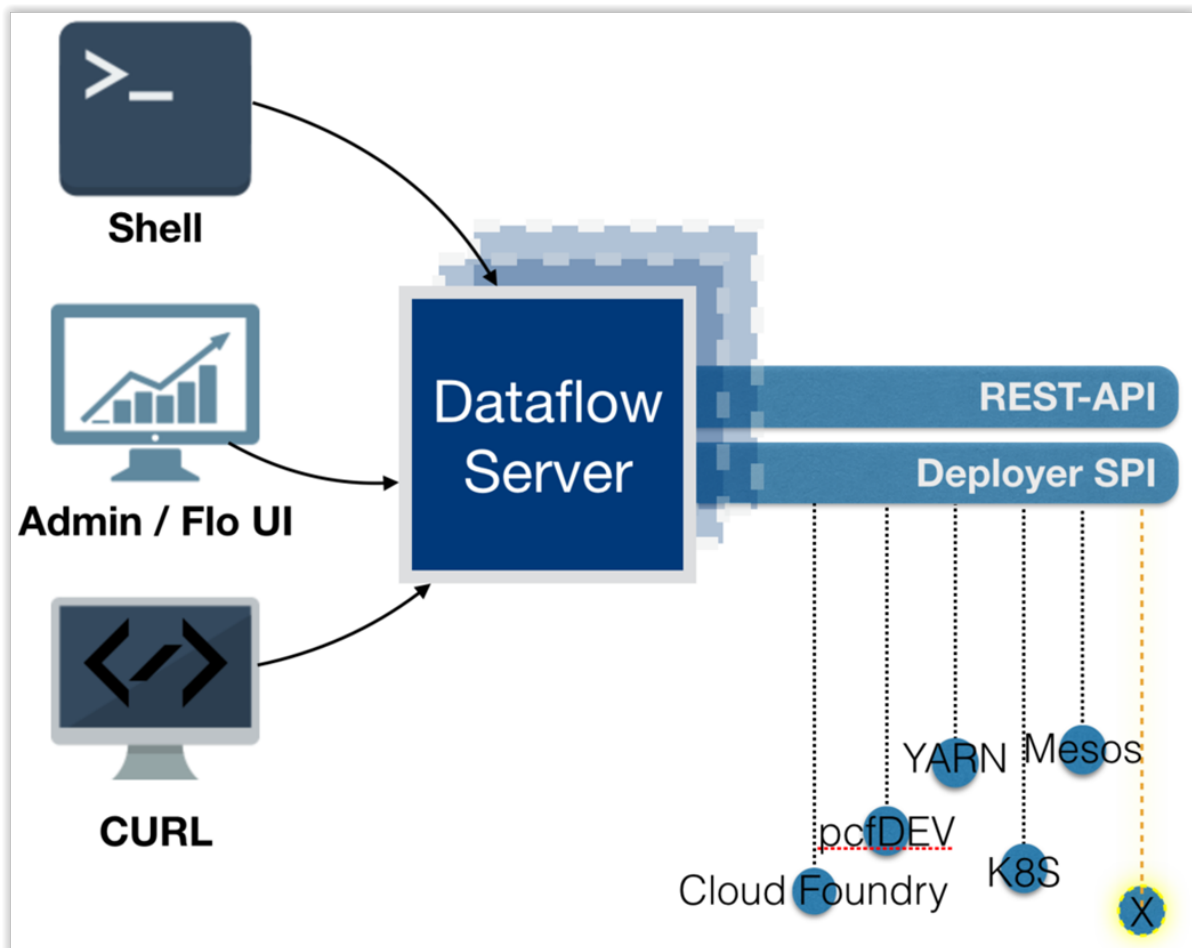 >_
Shell
Admin / Flo UI
</>
CURL
Dataflow
Server
REST-API
Deployer SPI
YARN
Mesos
pcfDEV
K8S
Cloud Foundry
X